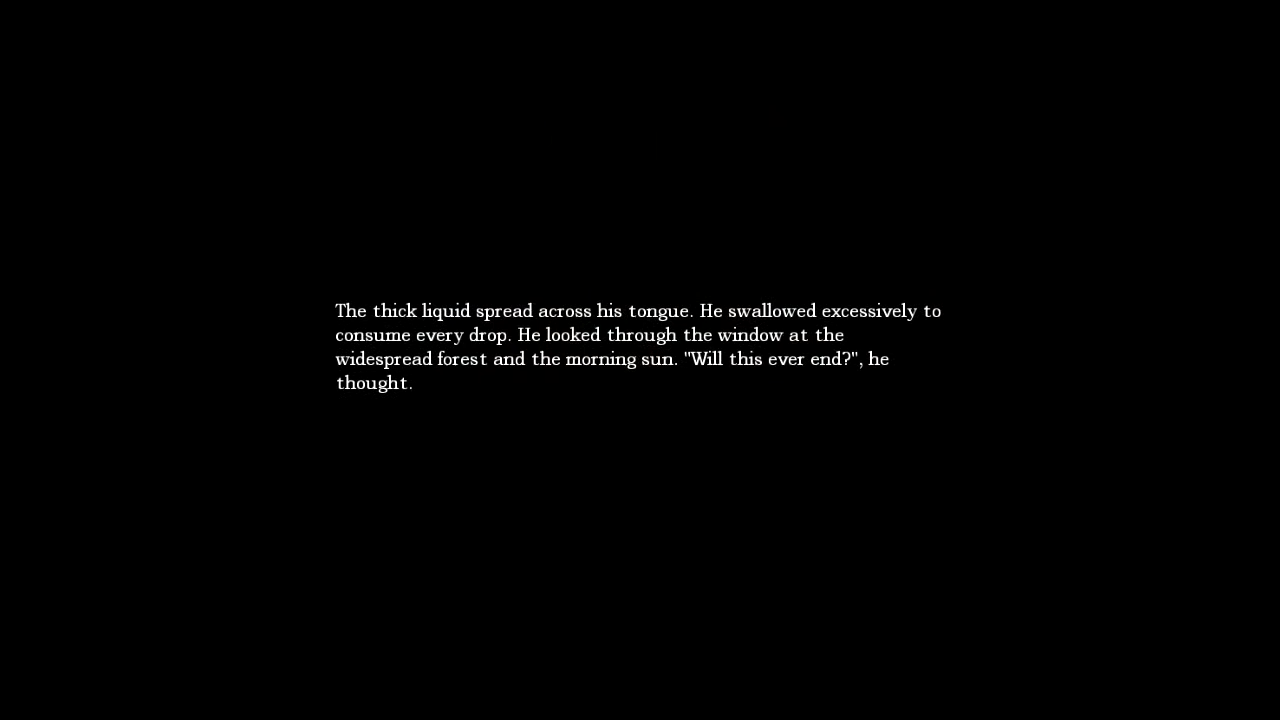 The thick liquid spread across his tongue. He swallowed excessively to
consume every drop. He looked through the window at the
widespread forest and the morning sun. "Will this ever end?", he
thought.